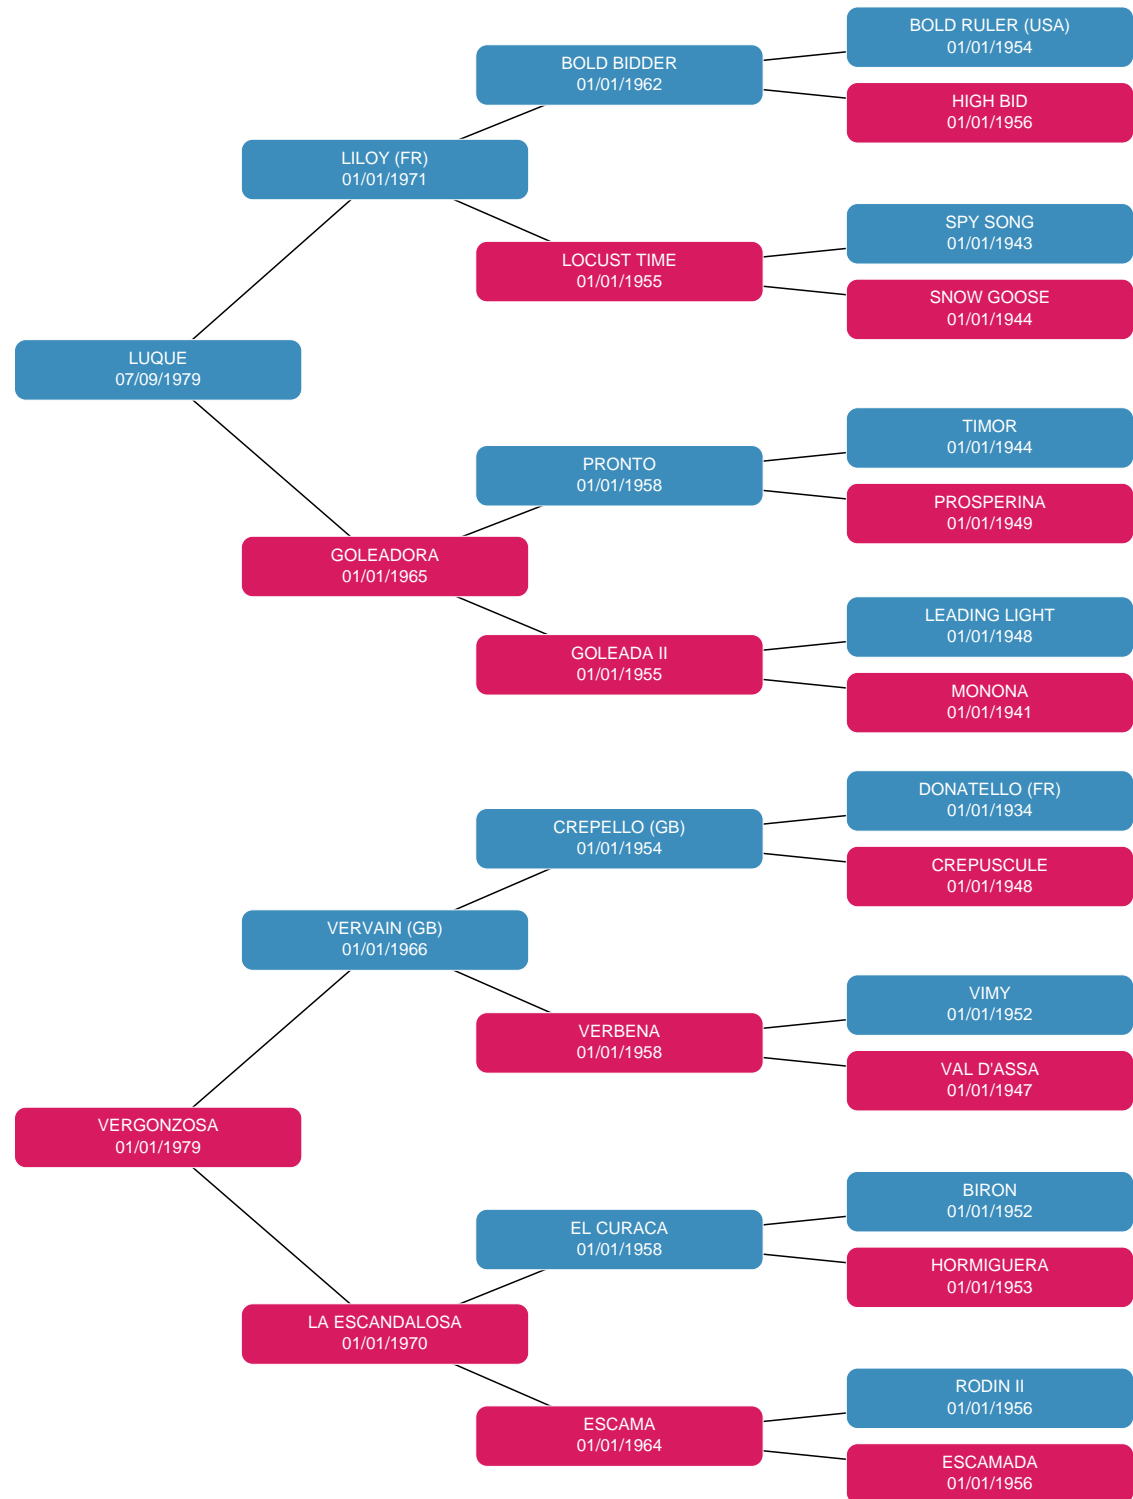 BOLD RULER (USA)
01/01/1954
BOLD BIDDER
01/01/1962
HIGH BID
01/01/1956
LILOY (FR)
01/01/1971
SPY SONG
01/01/1943
LOCUST TIME
01/01/1955
SNOW GOOSE
01/01/1944
LUQUE
07/09/1979
TIMOR
01/01/1944
PRONTO
01/01/1958
PROSPERINA
01/01/1949
GOLEADORA
01/01/1965
LEADING LIGHT
01/01/1948
GOLEADA II
01/01/1955
MONONA
01/01/1941
DONATELLO (FR)
01/01/1934
CREPELLO (GB)
01/01/1954
CREPUSCULE
01/01/1948
VERVAIN (GB)
01/01/1966
VIMY
01/01/1952
VERBENA
01/01/1958
VAL D'ASSA
01/01/1947
VERGONZOSA
01/01/1979
BIRON
01/01/1952
EL CURACA
01/01/1958
HORMIGUERA
01/01/1953
LA ESCANDALOSA
01/01/1970
RODIN II
01/01/1956
ESCAMA
01/01/1964
ESCAMADA
01/01/1956